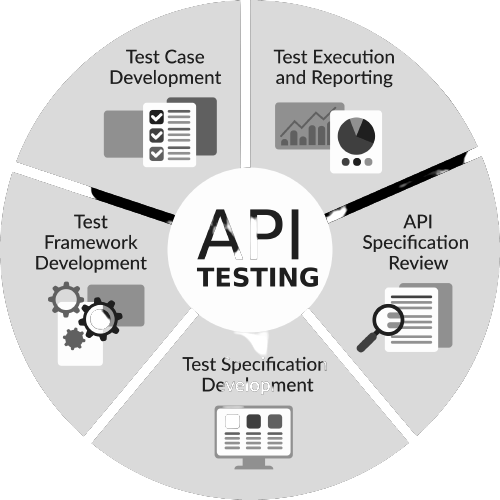 Test Case
Development
Test Execution
and Reporting
Test
Framework
Development
API
TESTING
API
Specification
Review
Test Specification
Development